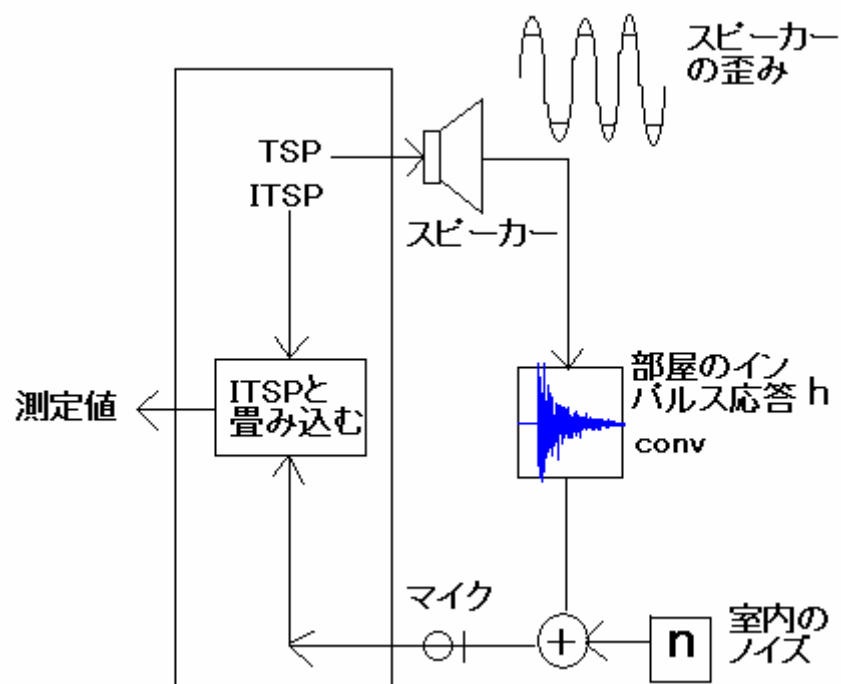 スピーカー
の歪み
TSP
ITSP
スピーカー
部屋のイン
パルス応答 h
conv
ITSPと
畳み込む
測定値
マイク
+
n
室内の
ノイズ